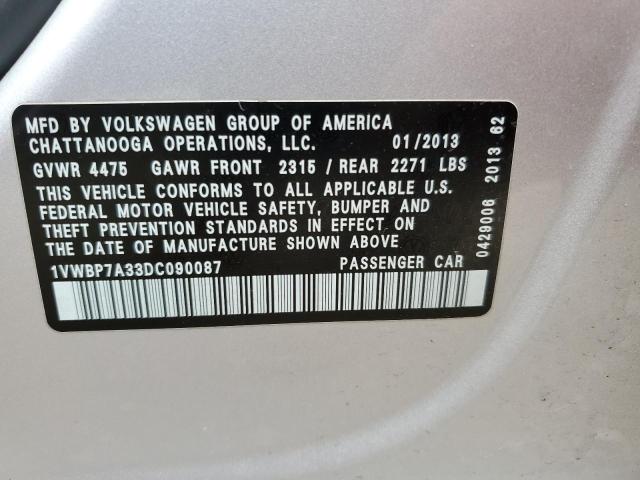 MFD BY VOLKSWAGEN GROUP OF AMERICA
CHATTANOOGA OPERATIONS, LLC. 01/2013
GVWR 4475 GAWR FRONT 2315 / REAR 2271 LBS
THIS VEHICLE CONFORMS TO ALL APPLICABLE U.S.
FEDERAL MOTOR VEHICLE SAFETY, BUMPER AND
THEFT PREVENTION STANDARDS IN EFFECT ON
THE DATE OF MANUFACTURE SHOWN ABOVE
1VWBP7A33DC090087 PASSENGER CAR
0429006 2013 62